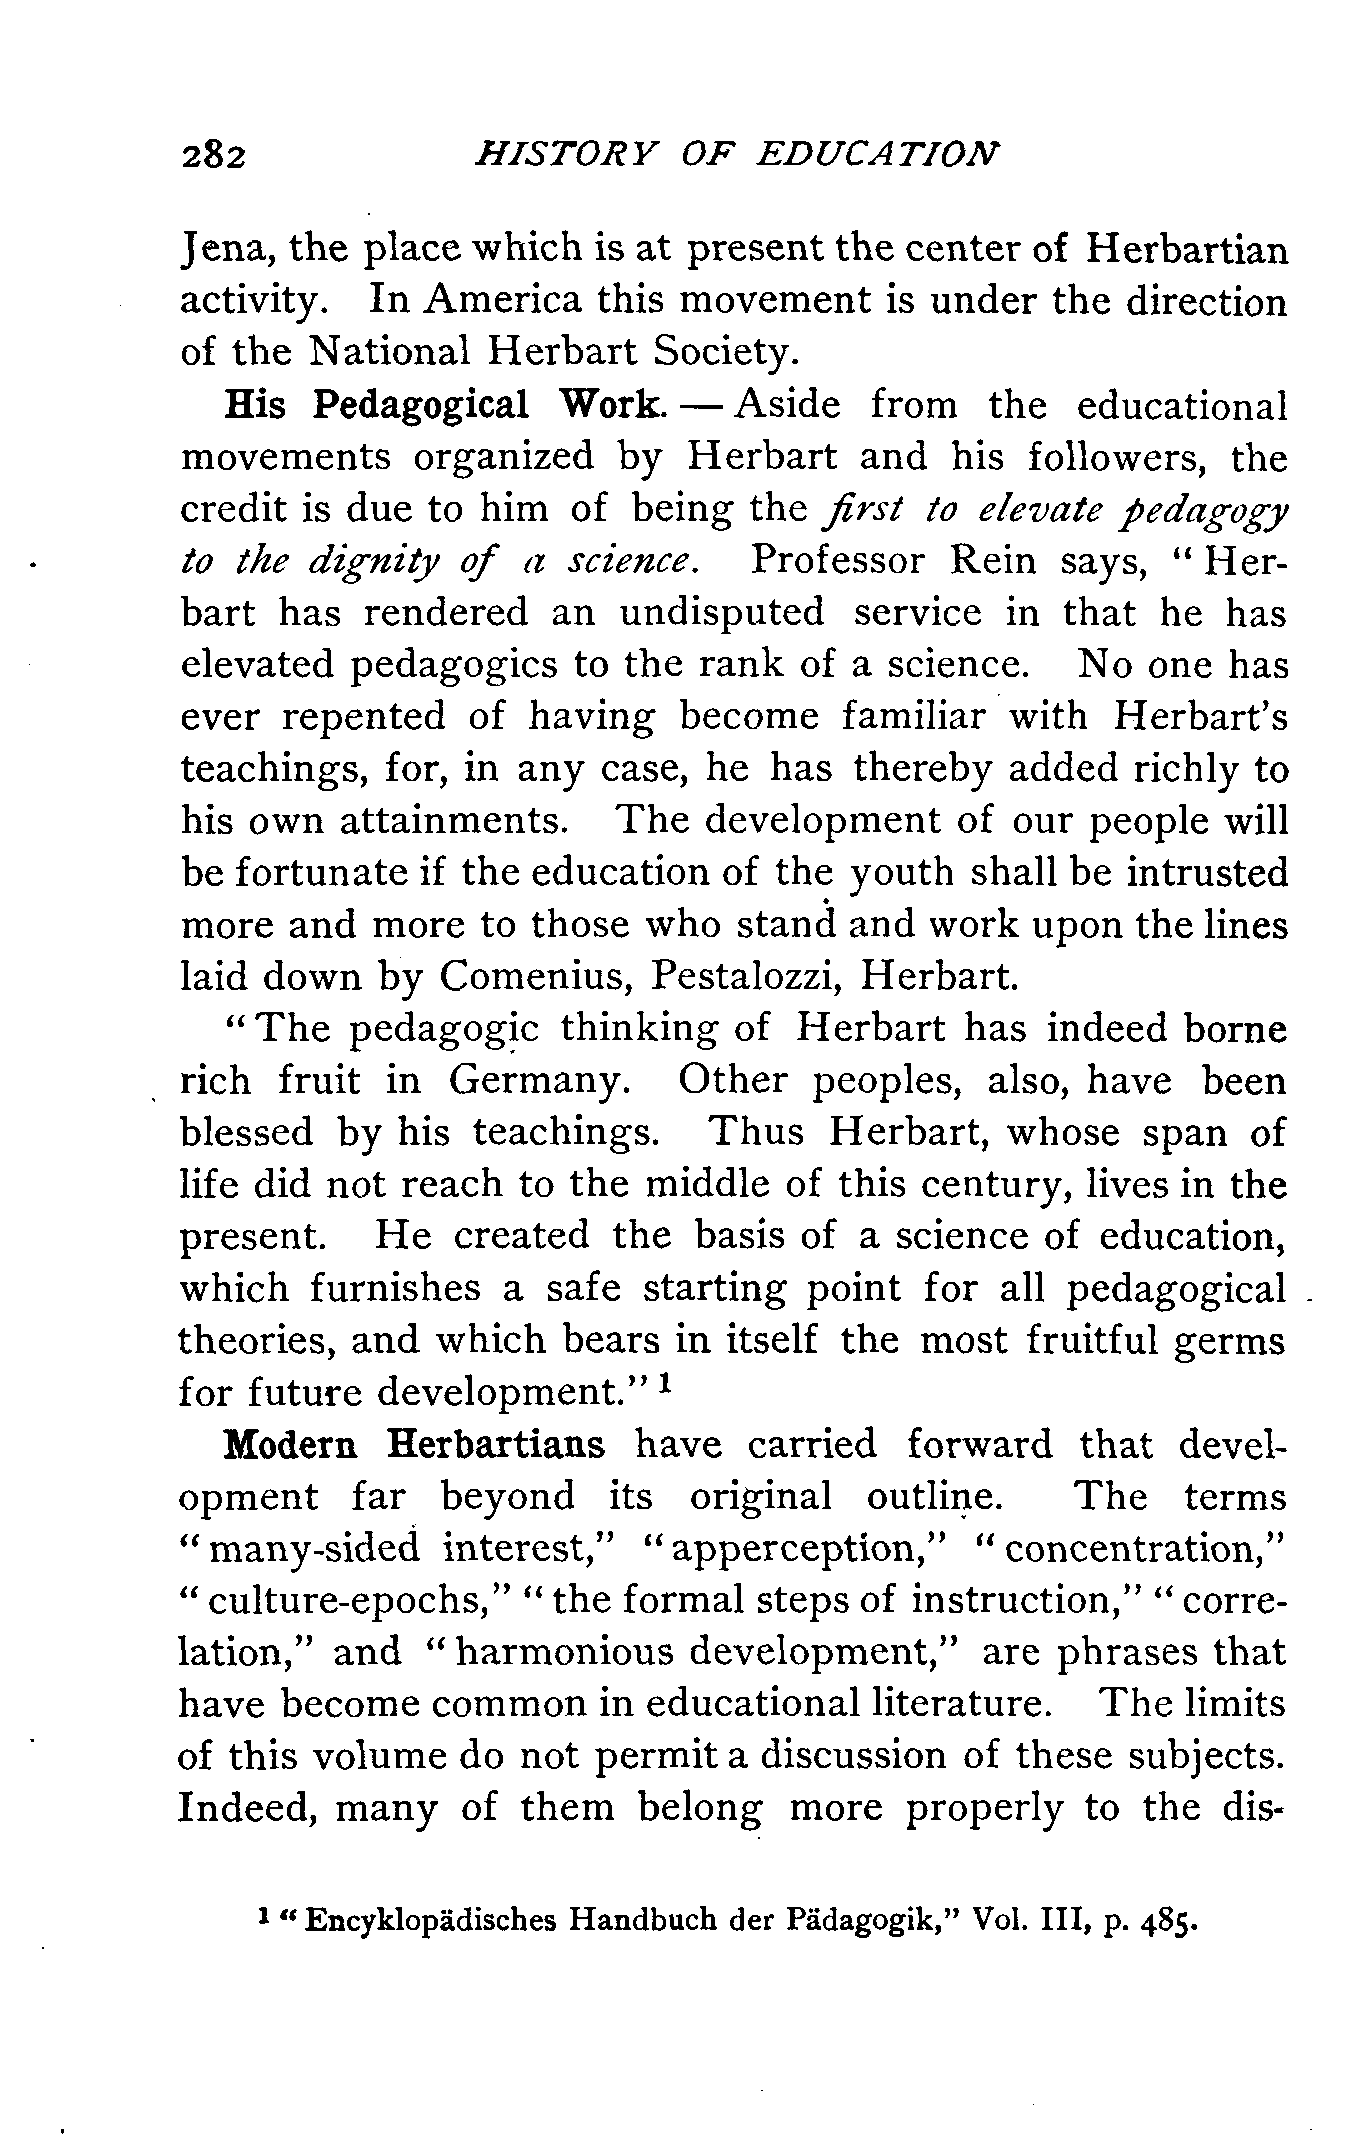 282 HISTORY OF EDUCATION
Jena, the place which is at present the center of Herbartian
activity. In America this movement is under the direction
of the National Herbart Society.
His Pedagogical Work. — Aside from the educational
movements organized by Herbart and his followers, the
credit is due to him of being the first to elevate pedagogy
to the dignity of a science. Professor Rein says, " Her-
bart has rendered an undisputed service in that he has
elevated pedagogics to the rank of a science. No one has
ever repented of having become familiar with Herbart's
teachings, for, in any case, he has thereby added richly to
his own attainments. The development of our people will
be fortunate if the education of the youth shall be intrusted
more and more to those who stand and work upon the lines
laid down by Comenius, Pestalozzi, Herbart.
" The pedagogic thinking of Herbart has indeed borne
rich fruit in Germany. Other peoples, also, have been
blessed by his teachings. Thus Herbart, whose span of
life did not reach to the middle of this century, lives in the
present. He created the basis of a science of education,
which furnishes a safe starting point for all pedagogical
theories, and which bears in itself the most fruitful germs
for future development." 1
Modern Herbartians have carried forward that devel-
opment far beyond its original outline. The terms
" many-sided interest," " apperception," " concentration,"
" culture-epochs," " the formal steps of instruction," " corre-
lation," and " harmonious development," are phrases that
have become common in educational literature. The limits
of this volume do not permit a discussion of these subjects.
Indeed, many of them belong more properly to the dis-
1 " Encyklopädisches Handbuch der Pädagogik," Vol. III, p. 485.